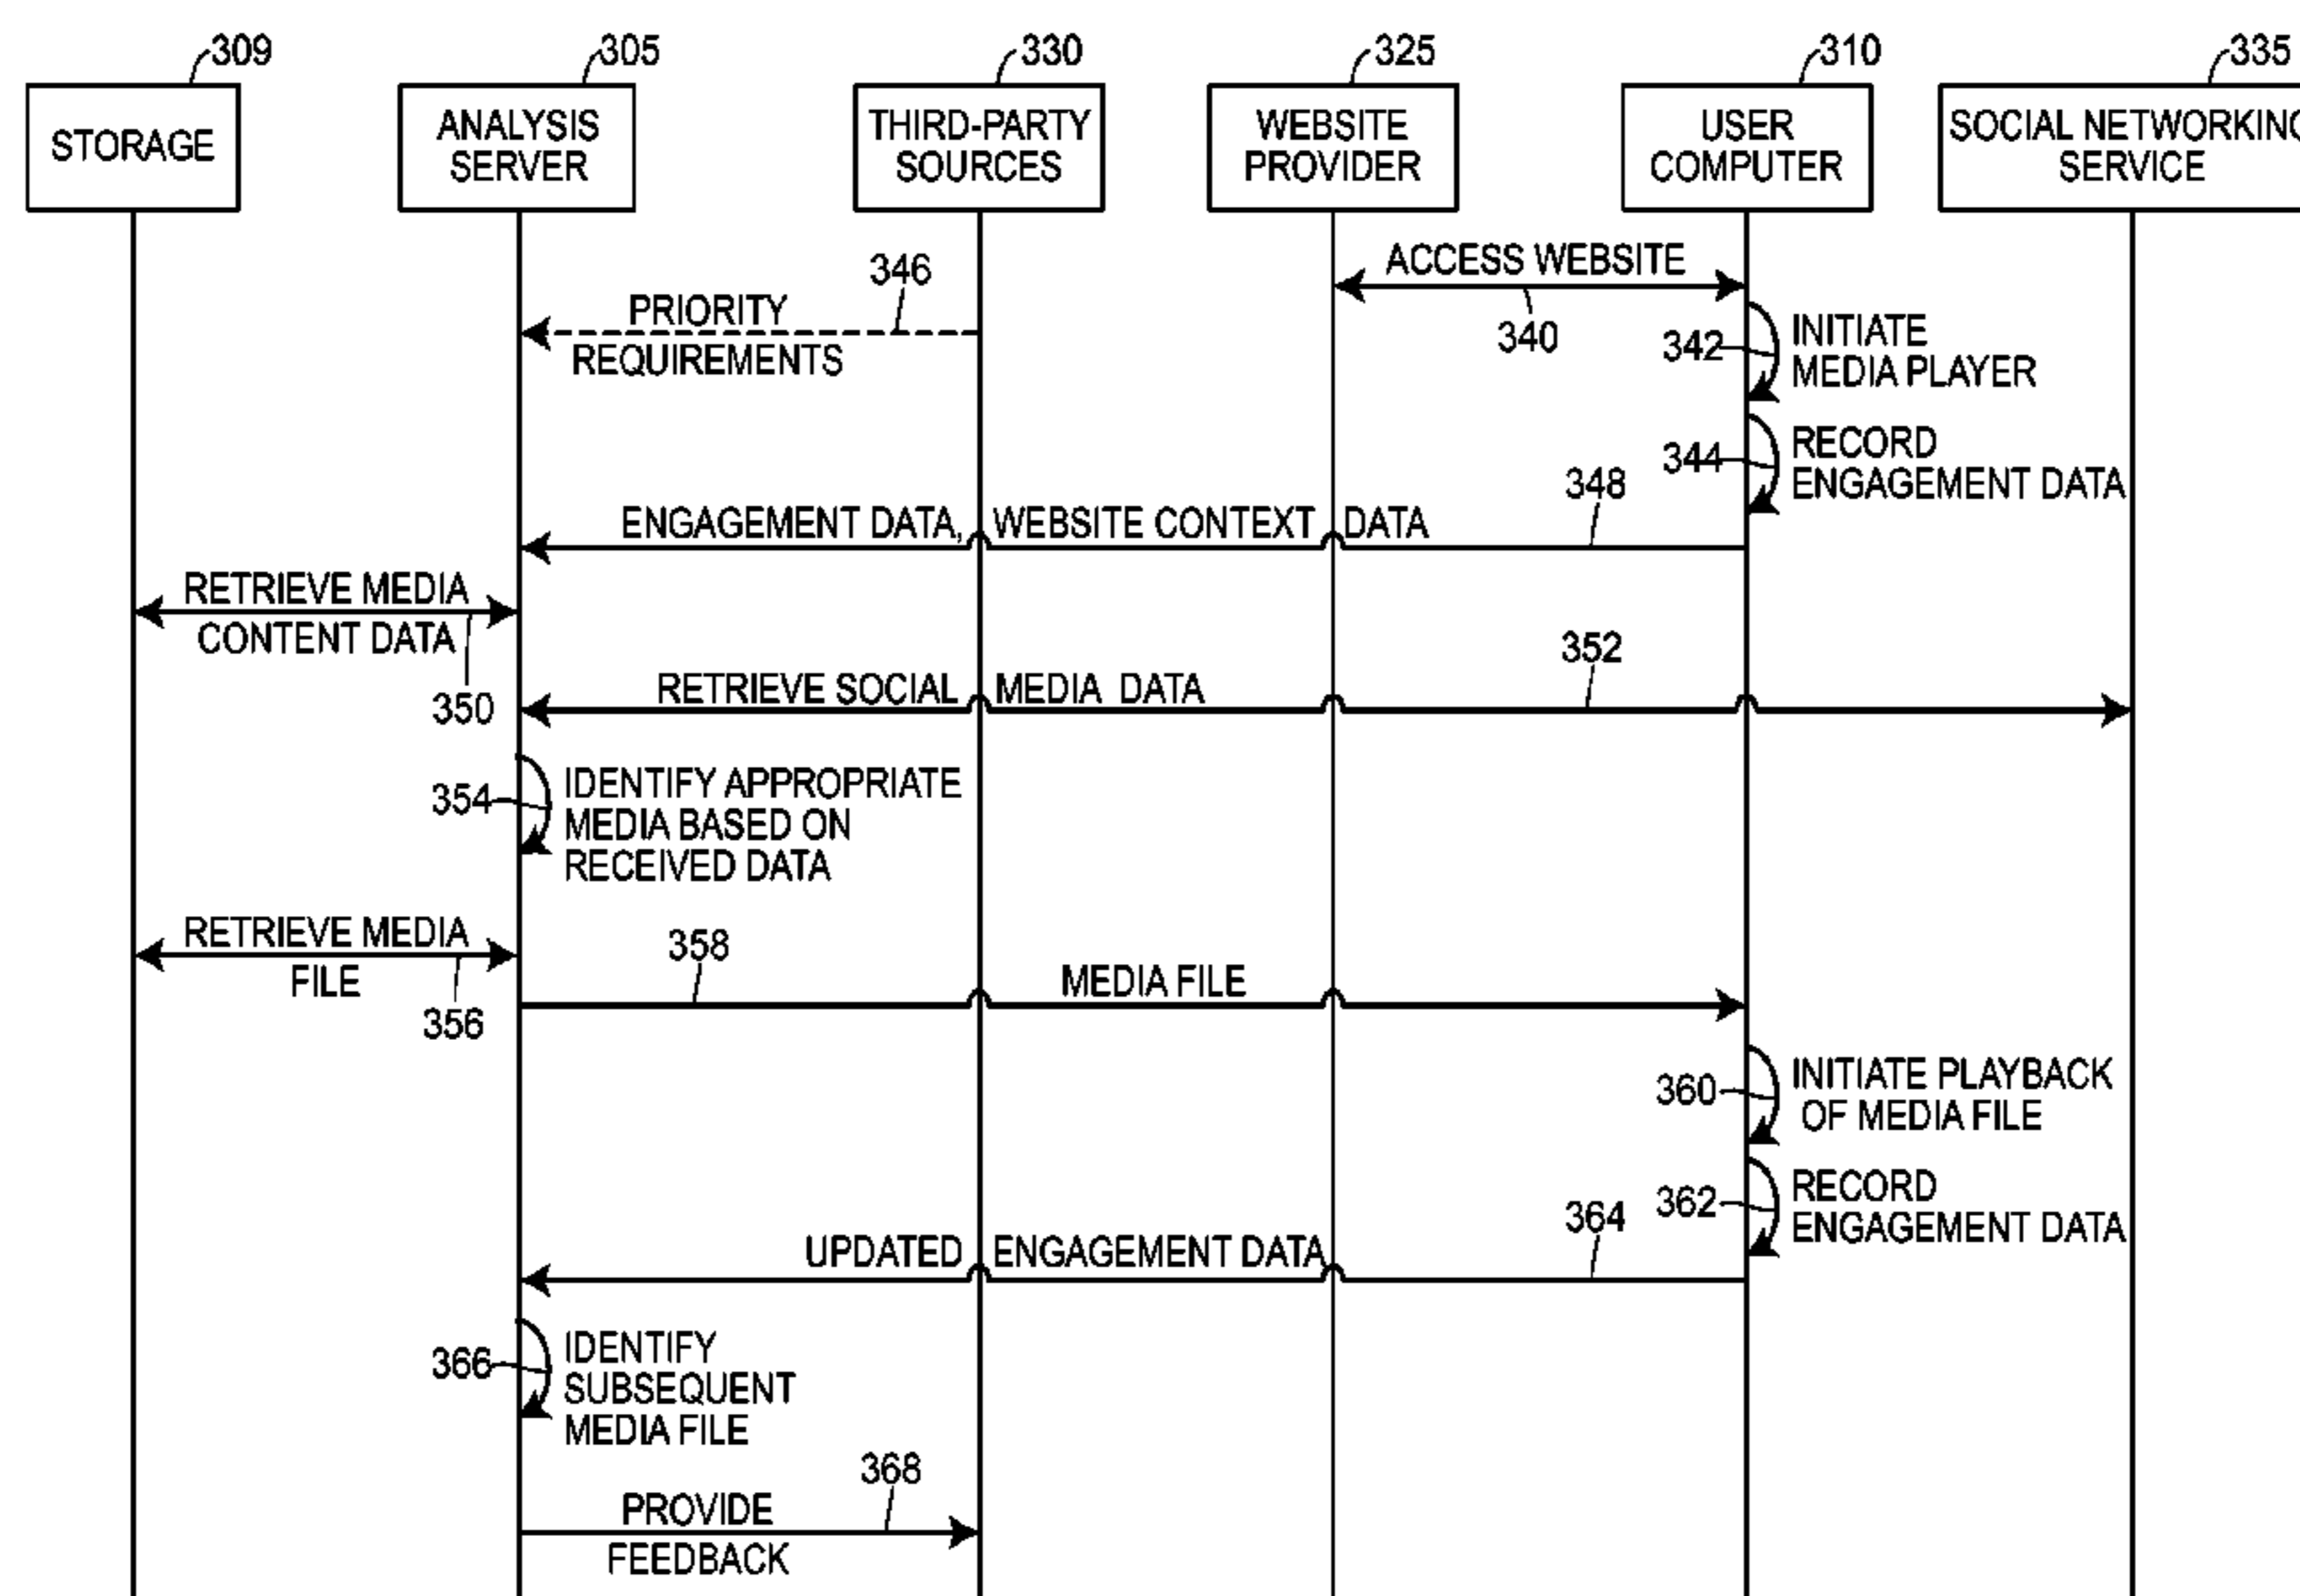 309
305
330
325
310
335
STORAGE
ANALYSIS
SERVER
THIRD-PARTY
SOURCES
WEBSITE
PROVIDER
USER
COMPUTER
SOCIAL NETWORKING
SERVICE
ACCESS WEBSITE
340
346
PRIORITY
REQUIREMENTS
342
INITIATE
MEDIA PLAYER
344
RECORD
ENGAGEMENT DATA
348
ENGAGEMENT DATA, WEBSITE CONTEXT DATA
RETRIEVE MEDIA
CONTENT DATA
350
352
RETRIEVE SOCIAL MEDIA DATA
354
IDENTIFY APPROPRIATE
MEDIA BASED ON
RECEIVED DATA
RETRIEVE MEDIA
FILE
356
358
MEDIA FILE
360
INITIATE PLAYBACK
OF MEDIA FILE
362
RECORD
ENGAGEMENT DATA
364
UPDATED ENGAGEMENT DATA
366
IDENTIFY
SUBSEQUENT
MEDIA FILE
368
PROVIDE
FEEDBACK